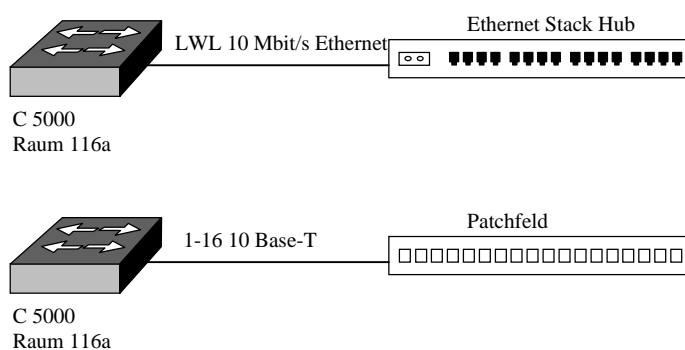 Ethernet Stack Hub
LWL 10 Mbit/s Ethernet
C 5000
Raum 116a
Patchfeld
1-16 10 Base-T
C 5000
Raum 116a